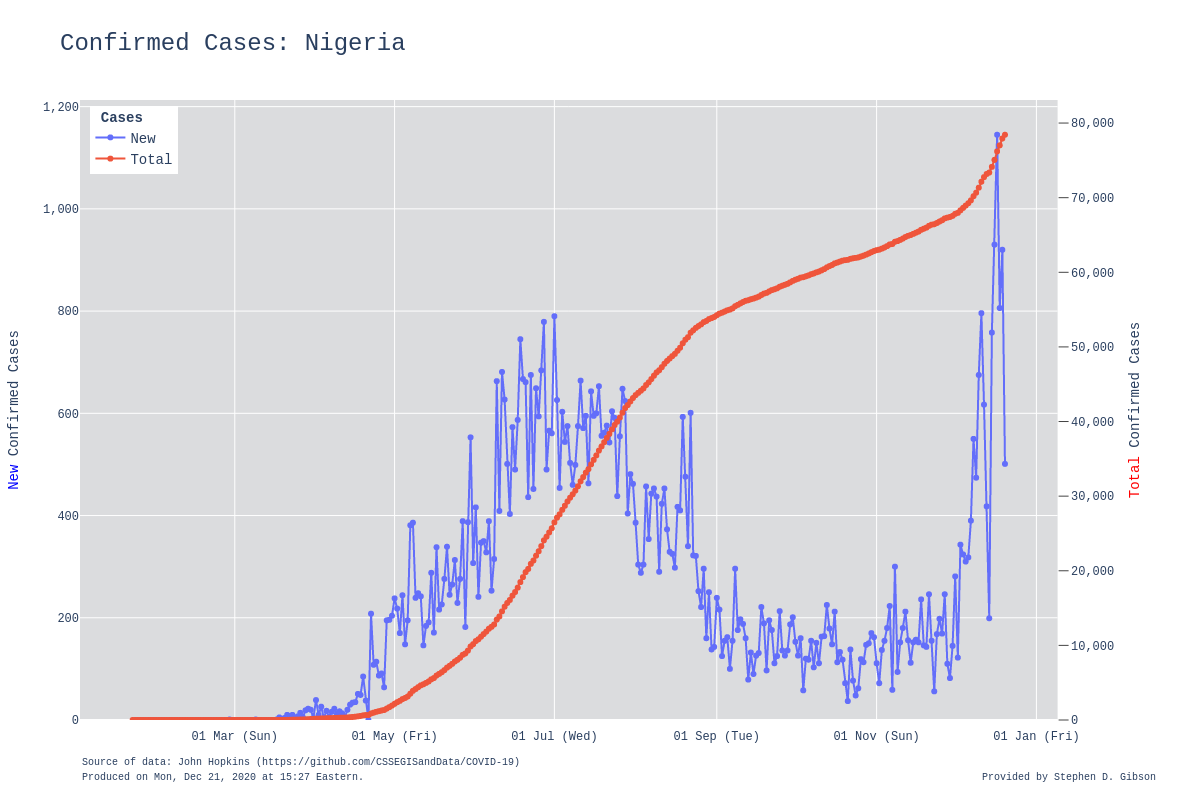 Confirmed Cases: Nigeria
Cases
New
Total
1,200
1,000
800
600
400
200
0
80,000
70,000
60,000
50,000
40,000
30,000
20,000
10,000
0
New Confirmed Cases
Total Confirmed Cases
01 Mar (Sun)
01 May (Fri)
01 Jul (Wed)
01 Sep (Tue)
01 Nov (Sun)
01 Jan (Fri)
Source of data: John Hopkins (https://github.com/CSSEGISandData/COVID-19)
Produced on Mon, Dec 21, 2020 at 15:27 Eastern.
Provided by Stephen D. Gibson